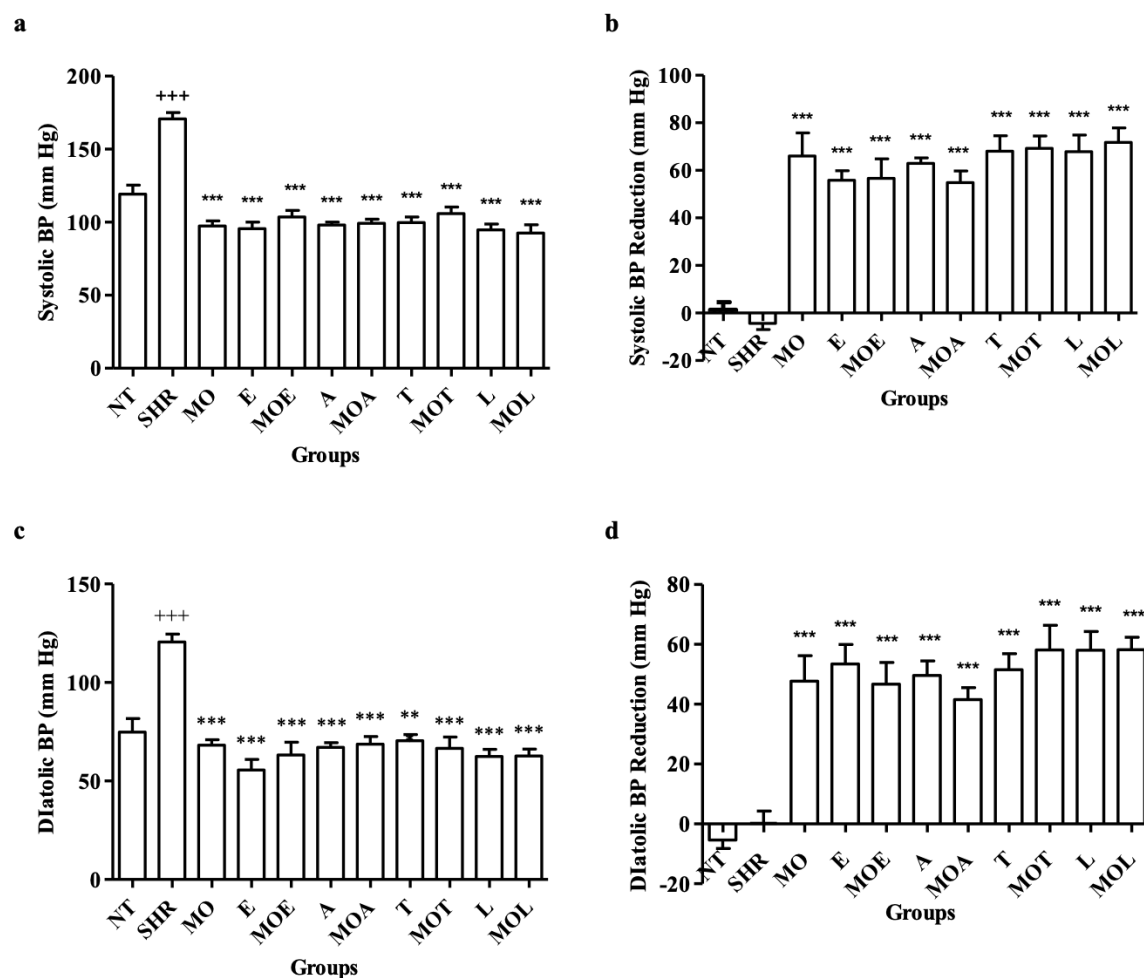 a
Systolic BP (mm Hg)
200
150
100
50
0
+++
***
***
***
***
***
***
***
***
***
NT
SHR
MO
E
MOE
A
MOA
T
MOT
L
MOL
Groups
b
Systolic BP Reduction (mm Hg)
100
80
60
40
20
0
-20
***
***
***
***
***
***
***
***
***
NT
SHR
MO
E
MOE
A
MOA
T
MOT
L
MOL
Groups
c
DIatolic BP (mm Hg)
150
100
50
0
+++
***
***
***
***
***
**
***
***
***
NT
SHR
MO
E
MOE
A
MOA
T
MOT
L
MOL
Groups
d
DIatolic BP Reduction (mm Hg)
80
60
40
20
0
-20
***
***
***
***
***
***
***
***
***
NT
SHR
MO
E
MOE
A
MOA
T
MOT
L
MOL
Groups